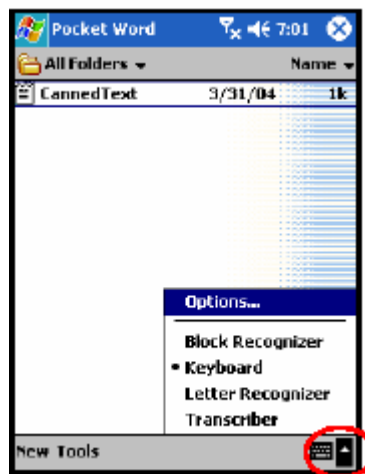 Pocket Word 7:01
All Folders Name
CannedText 3/31/04 1k
Options...
Block Recognizer
Keyboard
Letter Recognizer
Transcriber
New Tools